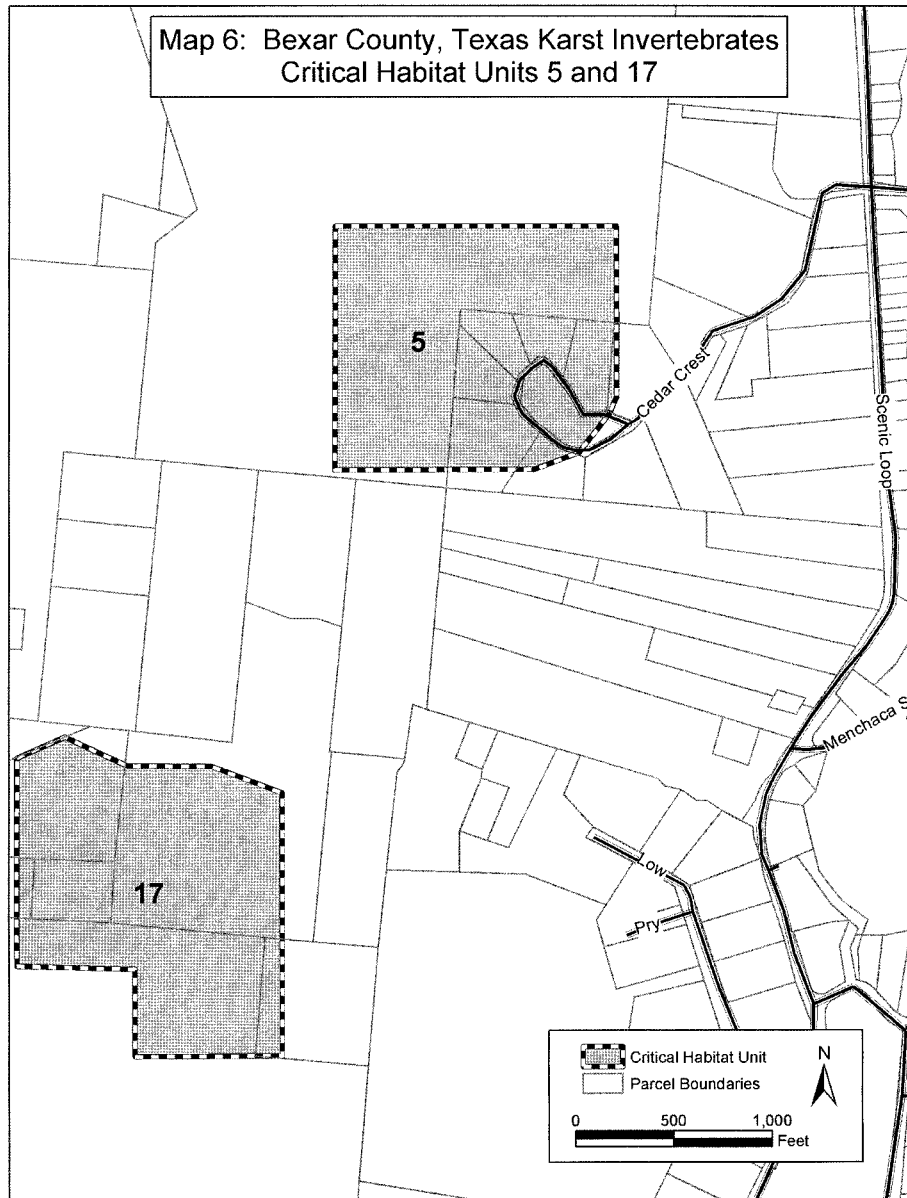 Map 6: Bexar County, Texas Karst Invertebrates
Critical Habitat Units 5 and 17
5
Cedar Crest
Scenic Loop
Menchaca S
17
Low
Pry
Critical Habitat Unit
Parcel Boundaries
N
0 500 1,000
Feet